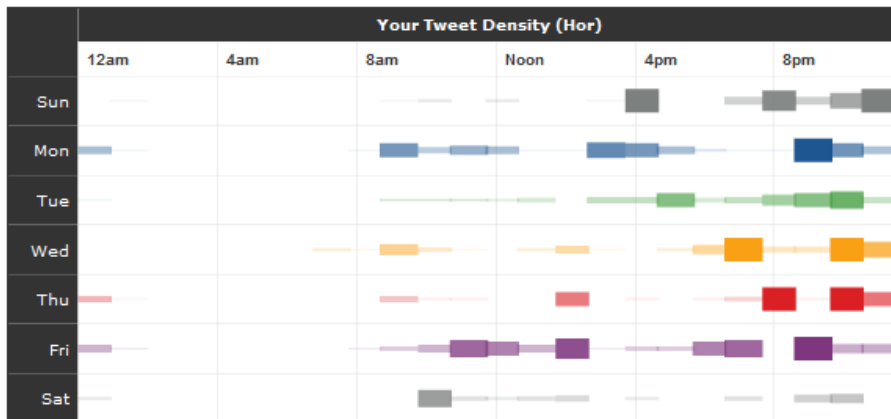 Your Tweet Density (Hor)
12am 4am 8am Noon 4pm 8pm
Sun
Mon
Tue
Wed
Thu
Fri
Sat